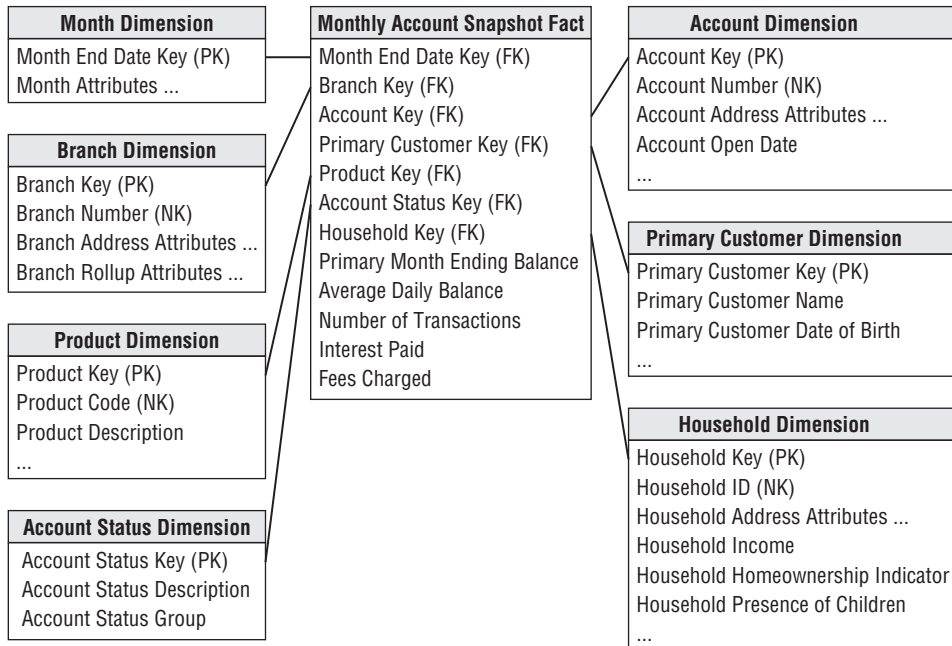 Month Dimension
Month End Date Key (PK)
Month Attributes ...
Branch Dimension
Branch Key (PK)
Branch Number (NK)
Branch Address Attributes ...
Branch Rollup Attributes ...
Product Dimension
Product Key (PK)
Product Code (NK)
Product Description
...
Account Status Dimension
Account Status Key (PK)
Account Status Description
Account Status Group
Monthly Account Snapshot Fact
Month End Date Key (FK)
Branch Key (FK)
Account Key (FK)
Primary Customer Key (FK)
Product Key (FK)
Account Status Key (FK)
Household Key (FK)
Primary Month Ending Balance
Average Daily Balance
Number of Transactions
Interest Paid
Fees Charged
Account Dimension
Account Key (PK)
Account Number (NK)
Account Address Attributes ...
Account Open Date
...
Primary Customer Dimension
Primary Customer Key (PK)
Primary Customer Name
Primary Customer Date of Birth
...
Household Dimension
Household Key (PK)
Household ID (NK)
Household Address Attributes ...
Household Income
Household Homeownership Indicator
Household Presence of Children
...